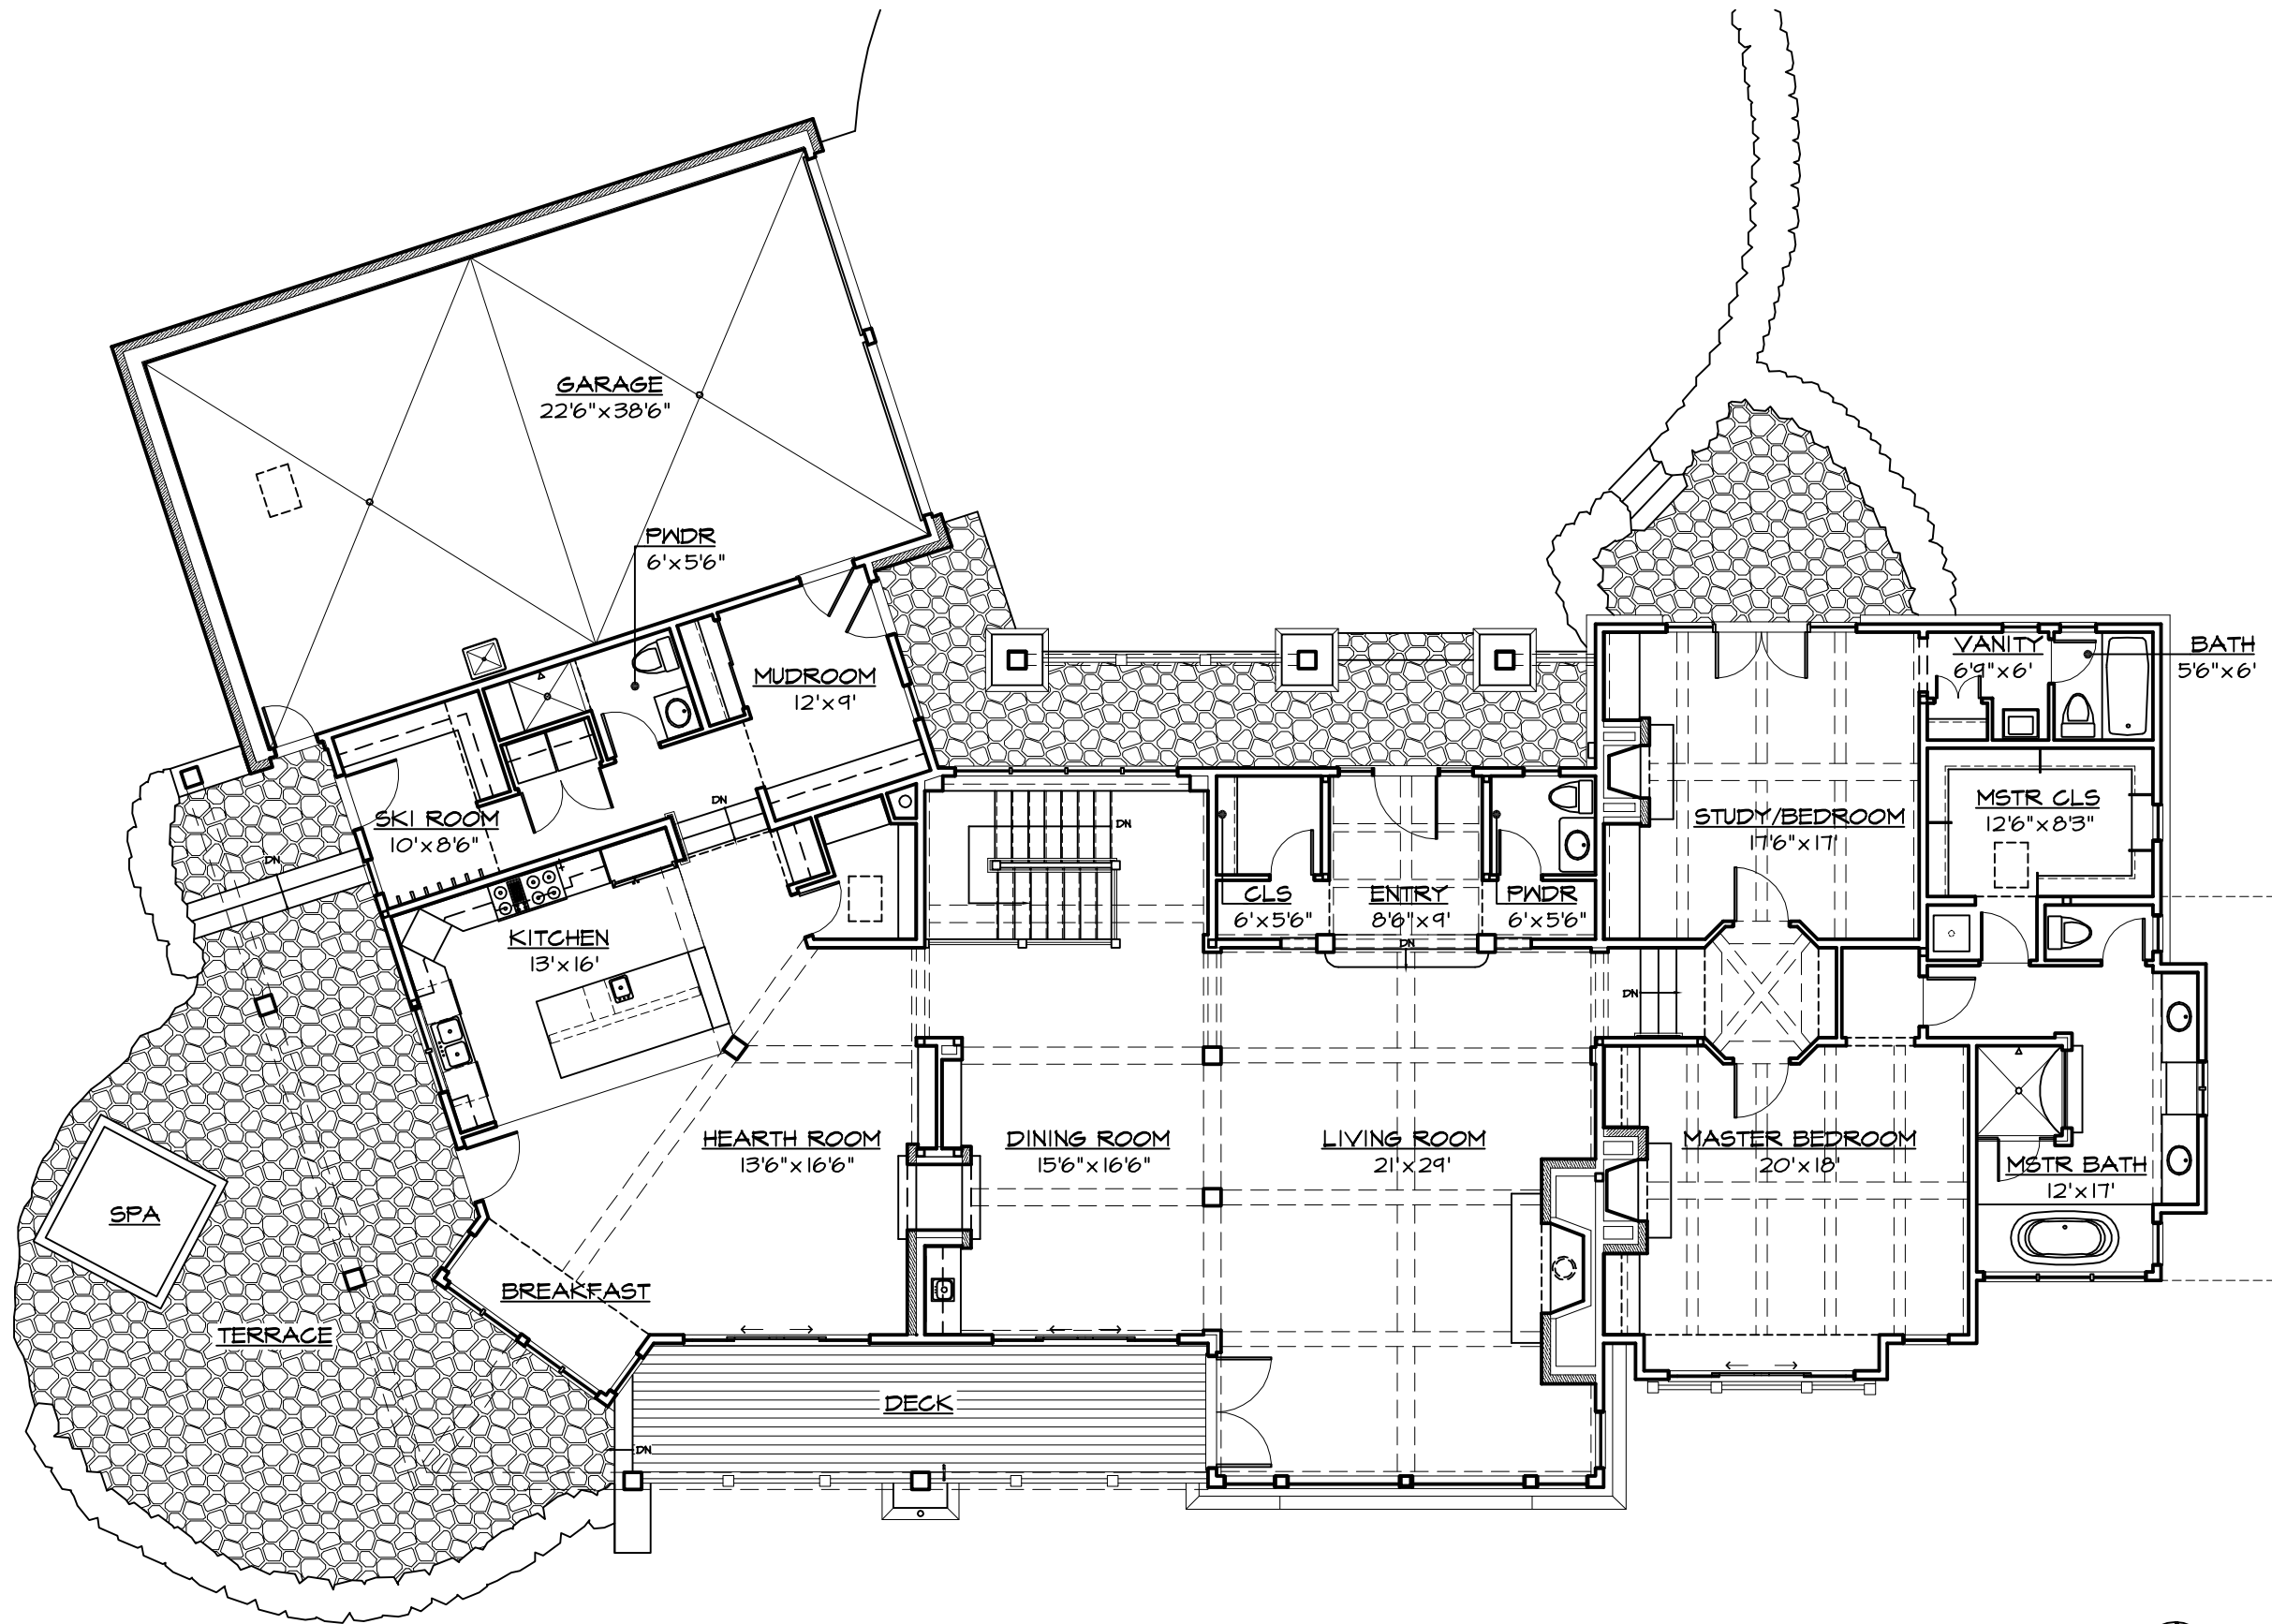 GARAGE
22'6"x38'6"
PWDR
6'x5'6"
MUDROOM
12'x9'
VANITY
6'9"x6'
BATH
5'6"x6'
SKI ROOM
10'x8'6"
DN
DN
DN
STUDY/BEDROOM
17'6"x17'
MSTR CLS
12'6"x8'3"
CLS
6'x5'6"
ENTRY
8'6"x9'
PWDR
6'x5'6"
DN
KITCHEN
13'x16'
DN
HEARTH ROOM
13'6"x16'6"
DINING ROOM
15'6"x16'6"
LIVING ROOM
21'x29'
MASTER BEDROOM
20'x18'
MSTR BATH
12'x17'
SPA
BREAKFAST
TERRACE
DECK
DN